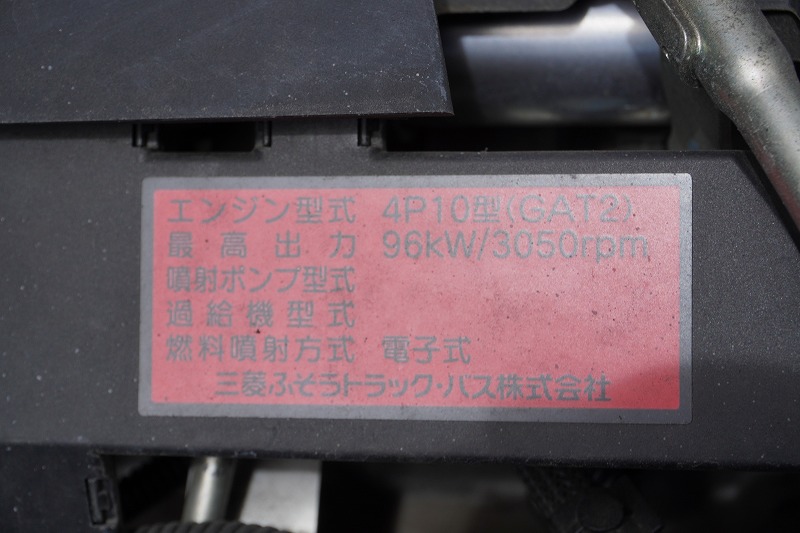 エンジン型式 4P10型(GAT2)
最高出力 96kW/3050rpm
噴射ポンプ型式
過給機型式
燃料噴射方式 電子式
三菱ふそうトラック・バス株式会社